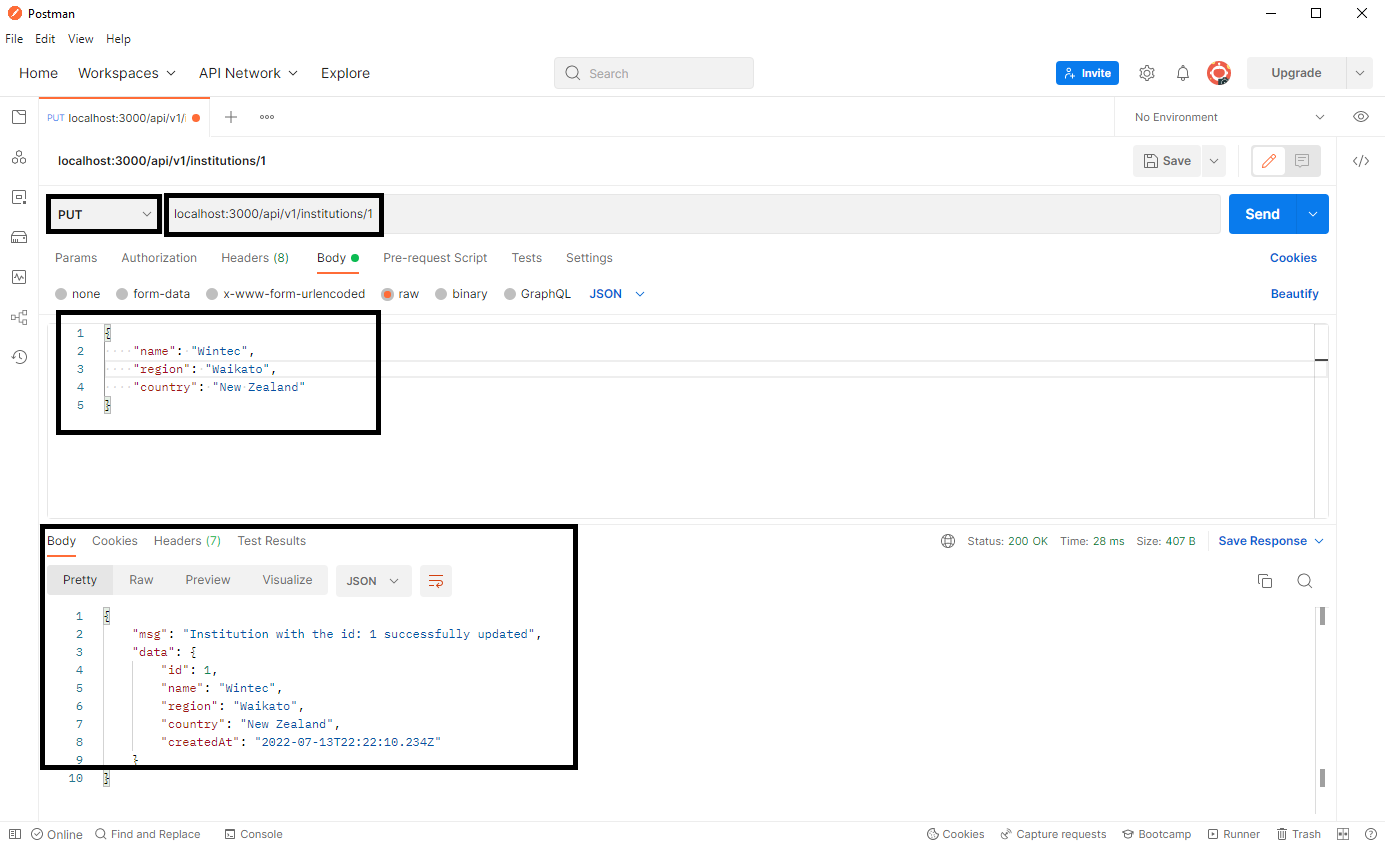 Postman
File Edit View Help
Home Workspaces API Network Explore Search Invite Upgrade
PUT localhost:3000/api/v1/i No Environment
localhost:3000/api/v1/institutions/1 Save
PUT localhost:3000/api/v1/institutions/1 Send
Params Authorization Headers (8) Body Pre-request Script Tests Settings Cookies
none form-data x-www-form-urlencoded raw binary GraphQL JSON Beautify
1 {
2 "name": "Wintec",
3 "region": "Waikato",
4 "country": "New Zealand"
5 }
Body Cookies Headers (7) Test Results Status: 200 OK Time: 28 ms Size: 407 B Save Response
Pretty Raw Preview Visualize JSON
1 {
2 "msg": "Institution with the id: 1 successfully updated",
3 "data": {
4 "id": 1,
5 "name": "Wintec",
6 "region": "Waikato",
7 "country": "New Zealand",
8 "createdAt": "2022-07-13T22:22:10.234Z"
9 }
10 }
Online Find and Replace Console Cookies Capture requests Bootcamp Runner Trash